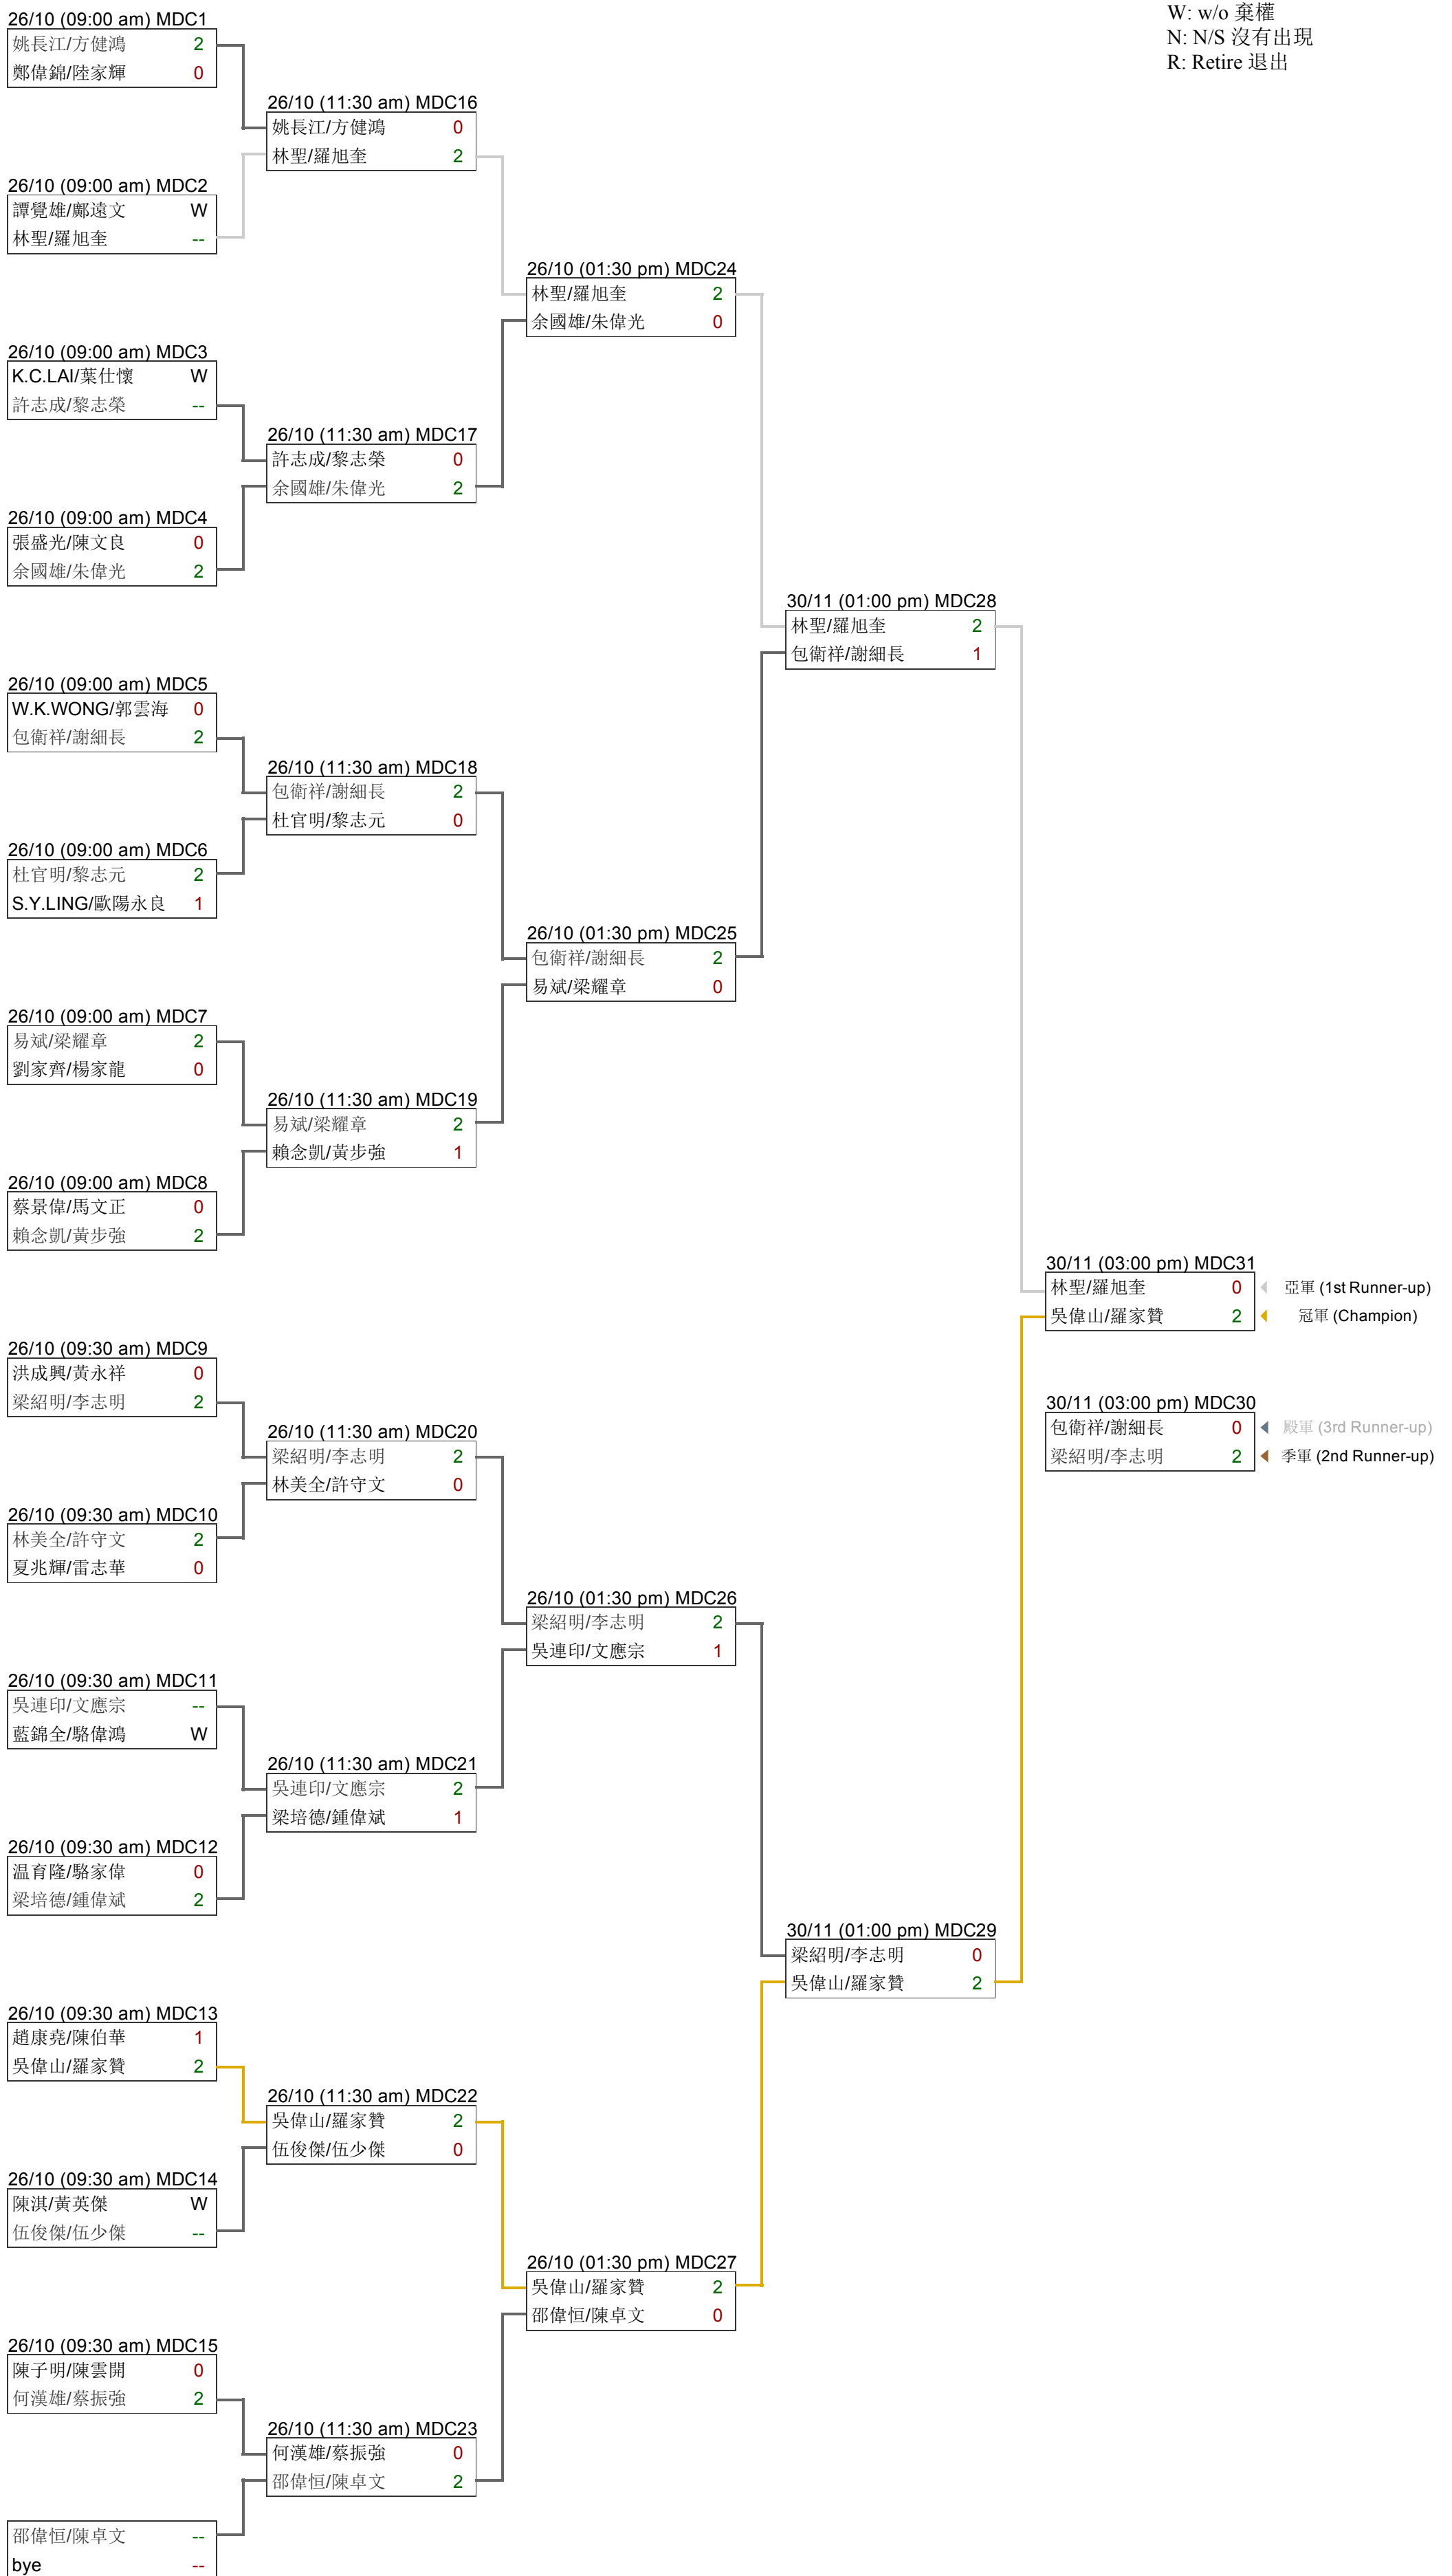 W: w/o 棄權
N: N/S 沒有出現
R: Retire 退出
26/10 (09:00 am) MDC1
姚長江/方健鴻 2
鄭偉錦/陸家輝 0
26/10 (11:30 am) MDC16
姚長江/方健鴻 0
林聖/羅旭奎 2
26/10 (09:00 am) MDC2
譚覺雄/鄺遠文 W
林聖/羅旭奎 --
26/10 (01:30 pm) MDC24
林聖/羅旭奎 2
余國雄/朱偉光 0
26/10 (09:00 am) MDC3
K.C.LAI/葉仕懷 W
許志成/黎志榮 --
26/10 (11:30 am) MDC17
許志成/黎志榮 0
余國雄/朱偉光 2
26/10 (09:00 am) MDC4
張盛光/陳文良 0
余國雄/朱偉光 2
30/11 (01:00 pm) MDC28
林聖/羅旭奎 2
包衛祥/謝細長 1
26/10 (09:00 am) MDC5
W.K.WONG/郭雲海 0
包衛祥/謝細長 2
26/10 (11:30 am) MDC18
包衛祥/謝細長 2
杜官明/黎志元 0
26/10 (09:00 am) MDC6
杜官明/黎志元 2
S.Y.LING/歐陽永良 1
26/10 (01:30 pm) MDC25
包衛祥/謝細長 2
易斌/梁耀章 0
26/10 (09:00 am) MDC7
易斌/梁耀章 2
劉家齊/楊家龍 0
26/10 (11:30 am) MDC19
易斌/梁耀章 2
賴念凱/黃步強 1
26/10 (09:00 am) MDC8
蔡景偉/馬文正 0
賴念凱/黃步強 2
30/11 (03:00 pm) MDC31
林聖/羅旭奎 0 亞軍 (1st Runner-up)
吳偉山/羅家贊 2 冠軍 (Champion)
26/10 (09:30 am) MDC9
洪成興/黃永祥 0
梁紹明/李志明 2
30/11 (03:00 pm) MDC30
包衛祥/謝細長 0 殿軍 (3rd Runner-up)
梁紹明/李志明 2 季軍 (2nd Runner-up)
26/10 (11:30 am) MDC20
梁紹明/李志明 2
林美全/許守文 0
26/10 (09:30 am) MDC10
林美全/許守文 2
夏兆輝/雷志華 0
26/10 (01:30 pm) MDC26
梁紹明/李志明 2
吳連印/文應宗 1
26/10 (09:30 am) MDC11
吳連印/文應宗 --
藍錦全/駱偉鴻 W
26/10 (11:30 am) MDC21
吳連印/文應宗 2
梁培德/鍾偉斌 1
26/10 (09:30 am) MDC12
温育隆/駱家偉 0
梁培德/鍾偉斌 2
30/11 (01:00 pm) MDC29
梁紹明/李志明 0
吳偉山/羅家贊 2
26/10 (09:30 am) MDC13
趙康堯/陳伯華 1
吳偉山/羅家贊 2
26/10 (11:30 am) MDC22
吳偉山/羅家贊 2
伍俊傑/伍少傑 0
26/10 (09:30 am) MDC14
陳淇/黃英傑 W
伍俊傑/伍少傑 --
26/10 (01:30 pm) MDC27
吳偉山/羅家贊 2
邵偉恒/陳卓文 0
26/10 (09:30 am) MDC15
陳子明/陳雲開 0
何漢雄/蔡振強 2
26/10 (11:30 am) MDC23
何漢雄/蔡振強 0
邵偉恒/陳卓文 2
邵偉恒/陳卓文 --
bye --